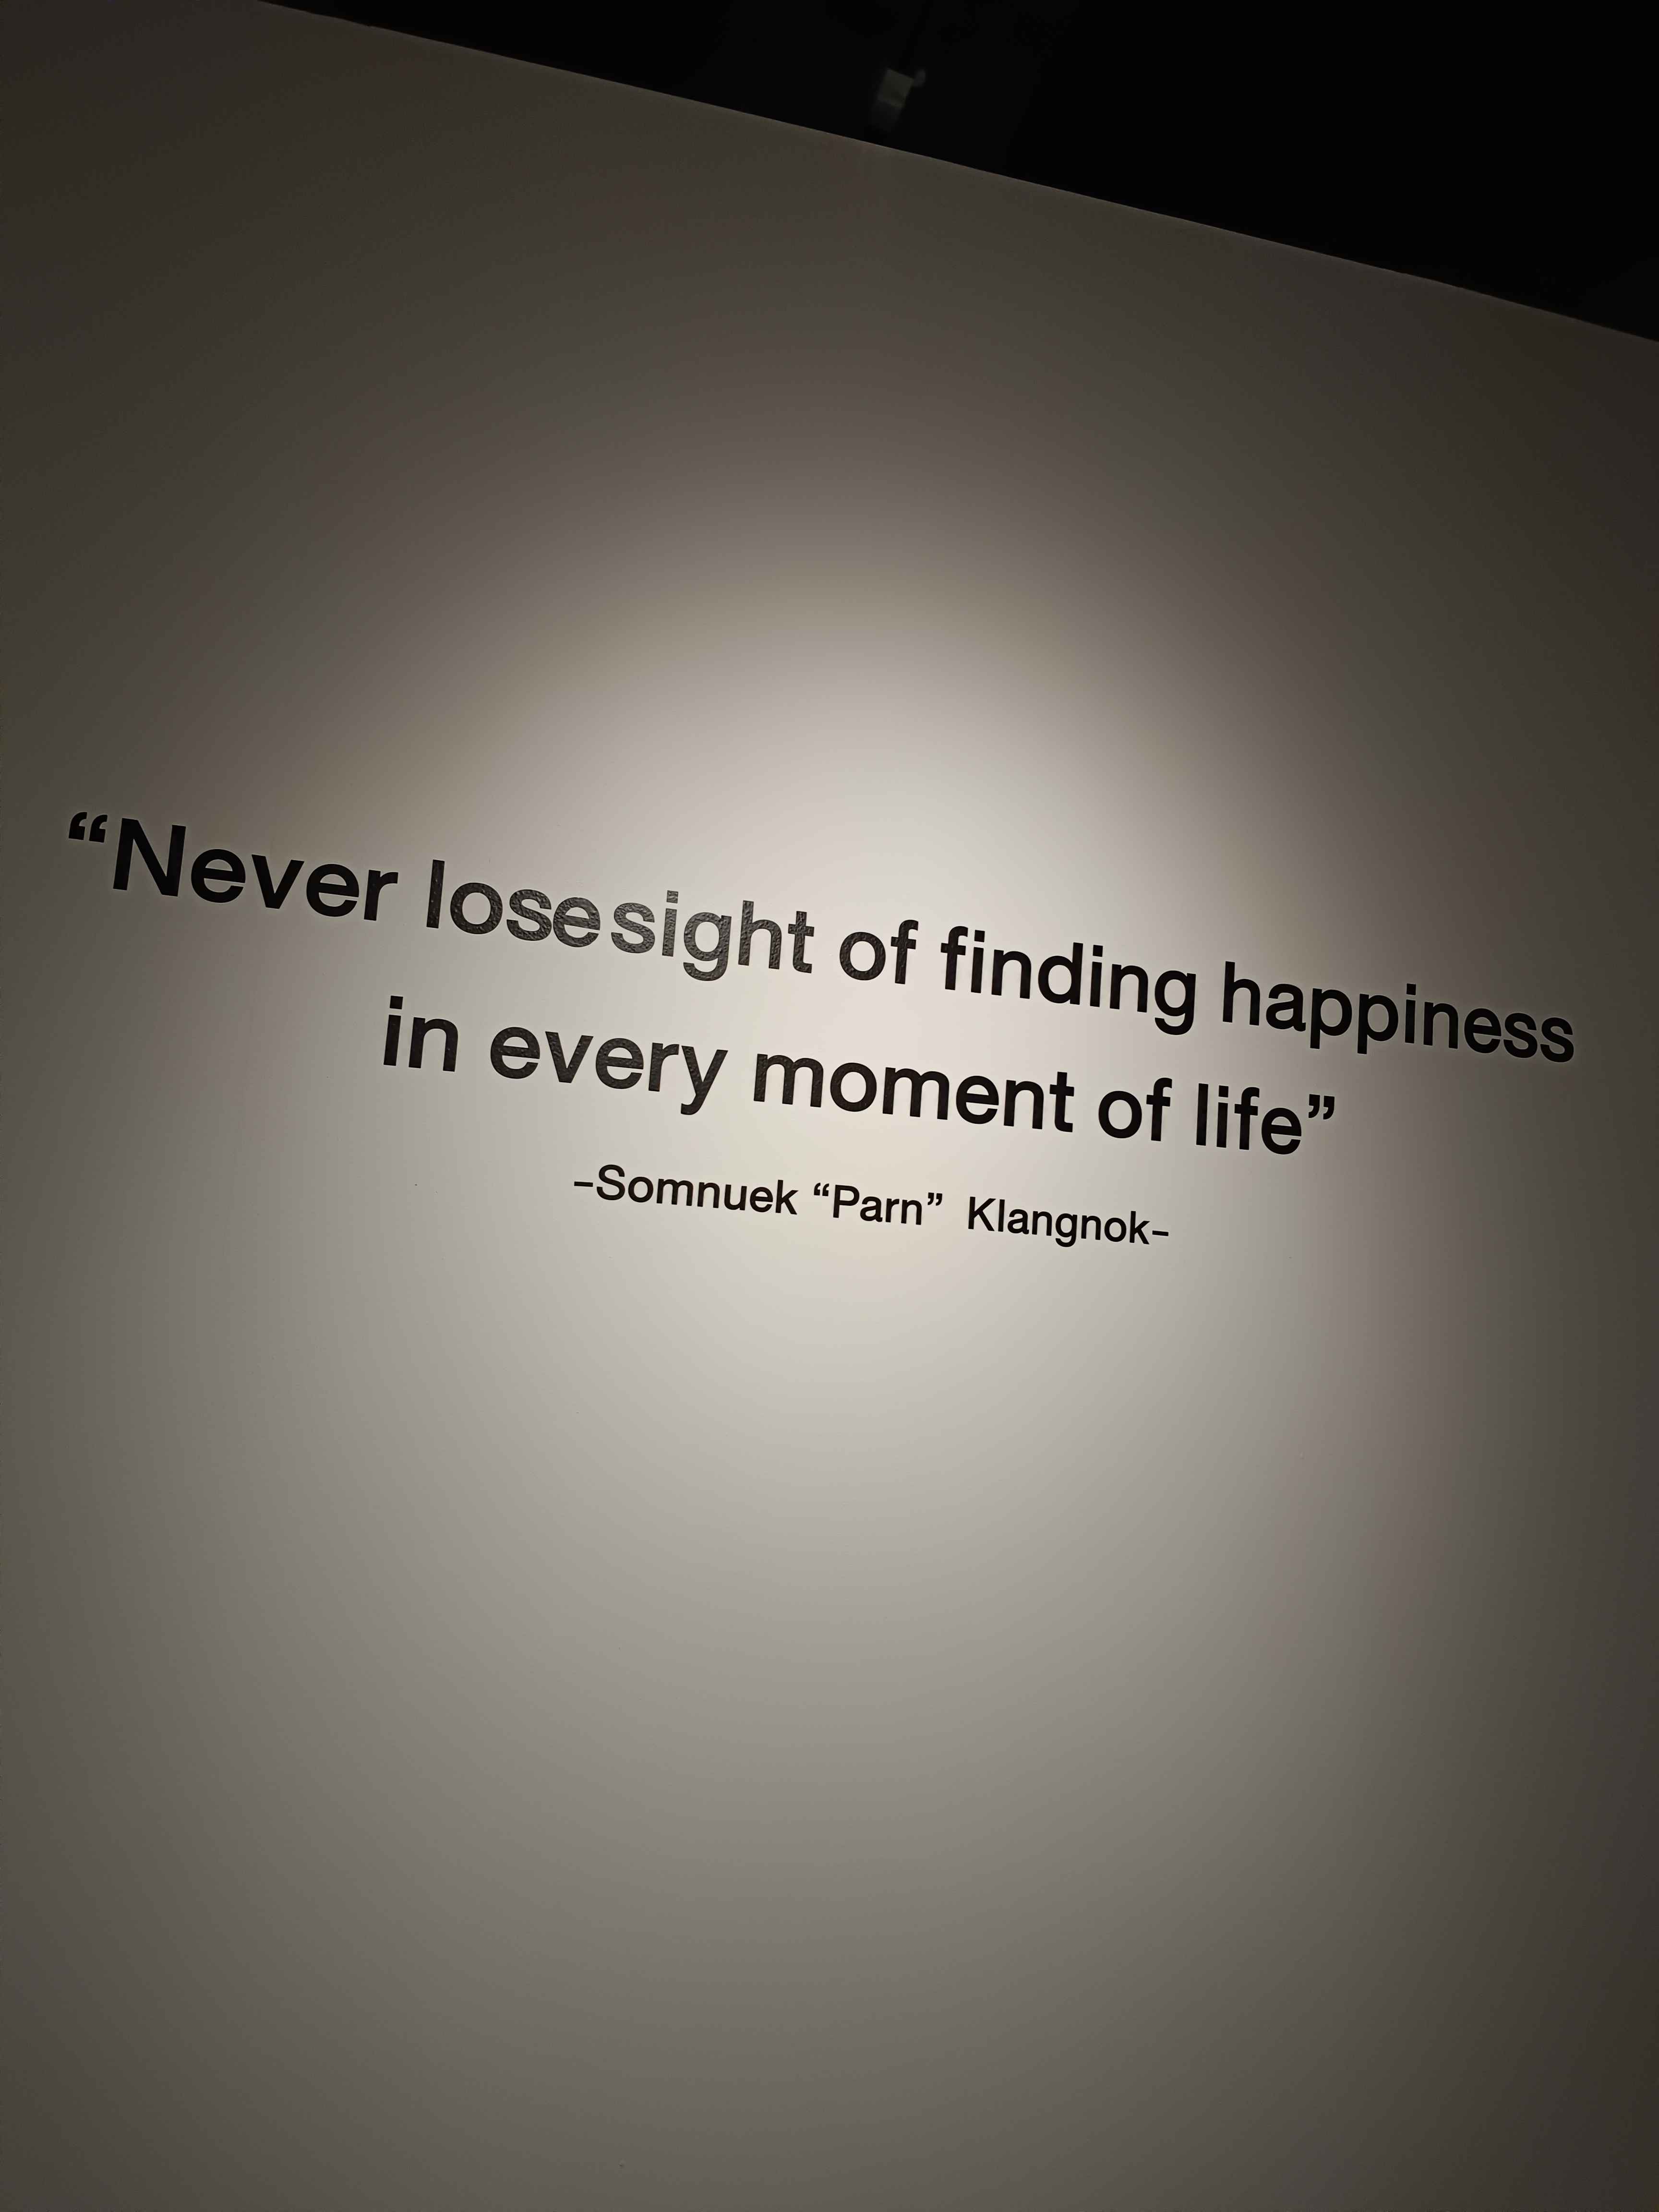 “Never lose sight of finding happiness
in every moment of life”
-Somnuek “Parn” Klangnok-